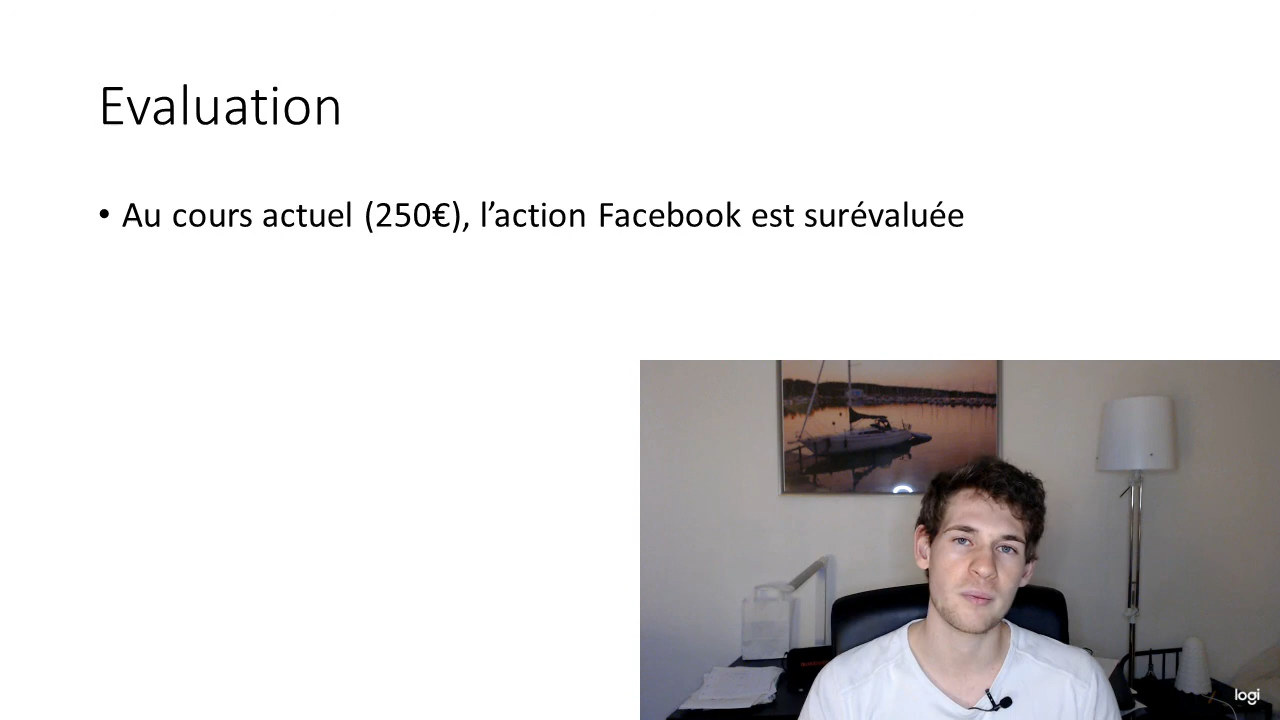 Evaluation
• Au cours actuel (250€), l’action Facebook est surévaluée
logi